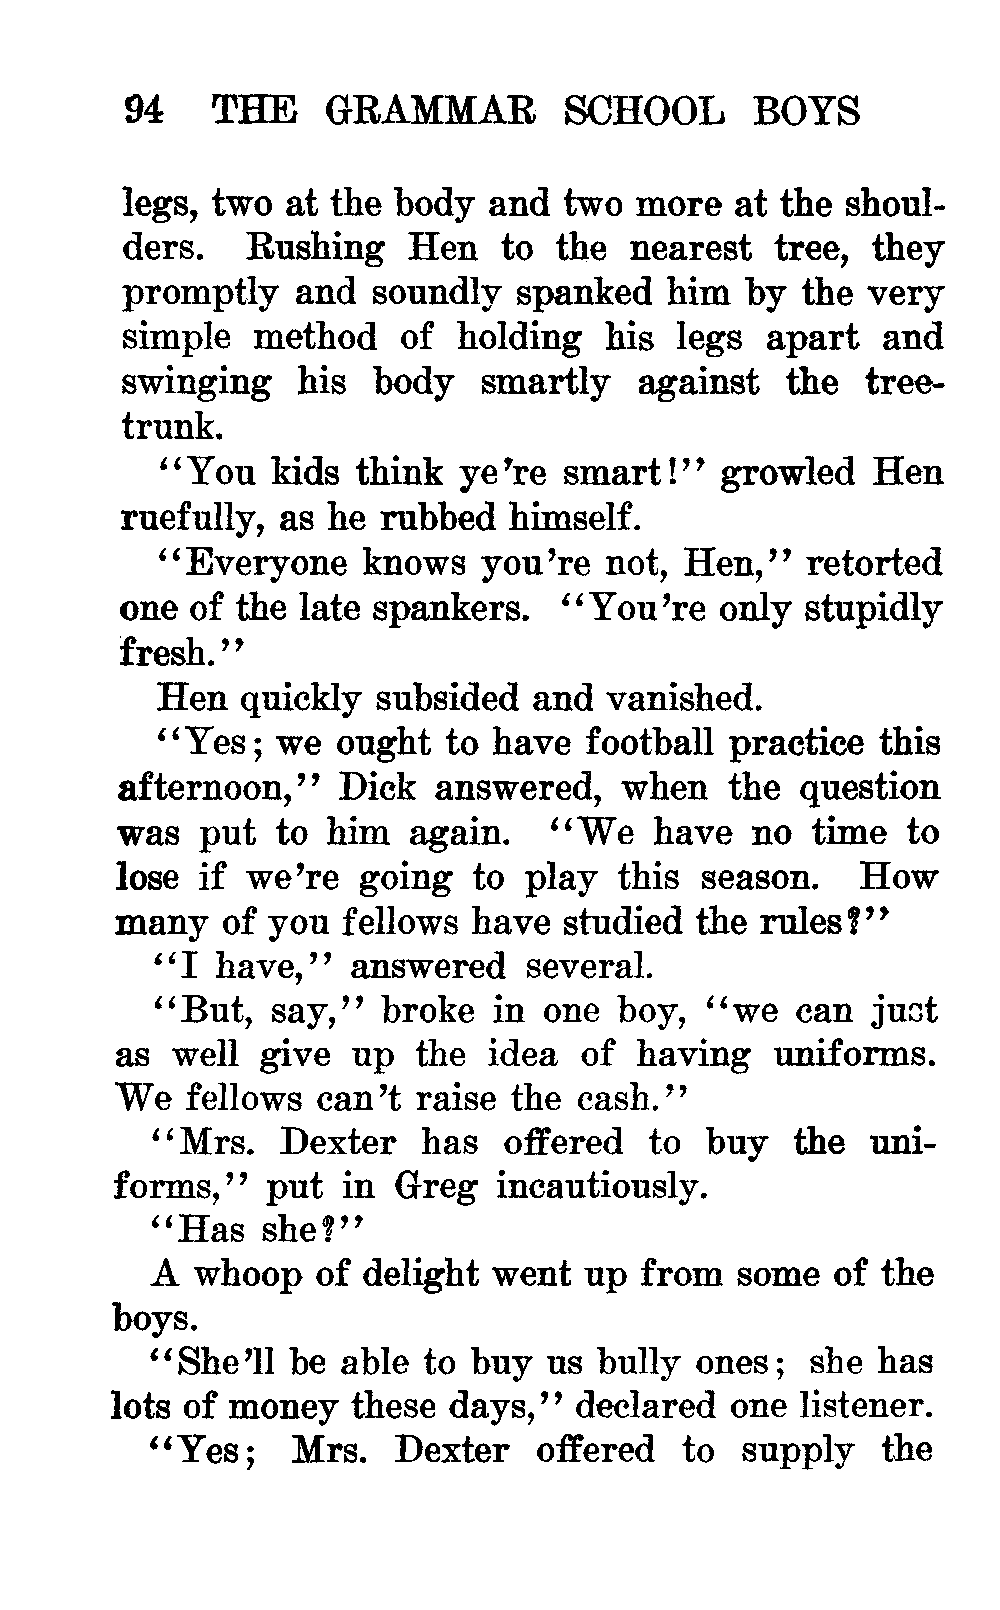 94 THE GRAMMAR SCHOOL BOYS
legs, two at the body and two more at the shoul-
ders. Rushing Hen to the nearest tree, they
promptly and soundly spanked him by the very
simple method of holding his legs apart and
swinging his body smartly against the tree-
trunk.
"You kids think ye're smart!" growled Hen
ruefully, as he rubbed himself.
"Everyone knows you're not, Hen," retorted
one of the late spankers. "You're only stupidly
fresh."
Hen quickly subsided and vanished.
"Yes; we ought to have football practice this
afternoon," Dick answered, when the question
was put to him again. "We have no time to
lose if we're going to play this season. How
many of you fellows have studied the rules?"
"I have," answered several.
"But, say," broke in one boy, "we can just
as well give up the idea of having uniforms.
We fellows can't raise the cash."
"Mrs. Dexter has offered to buy the uni-
forms," put in Greg incautiously.
"Has she?"
A whoop of delight went up from some of the
boys.
"She'll be able to buy us bully ones; she has
lots of money these days," declared one listener.
"Yes; Mrs. Dexter offered to supply the